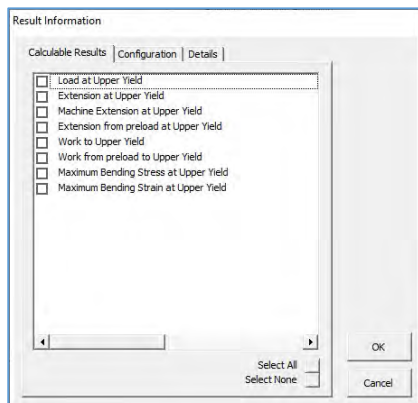 Result Information
Calculable Results Configuration Details
Load at Upper Yield
Extension at Upper Yield
Machine Extension at Upper Yield
Extension from preload at Upper Yield
Work to Upper Yield
Work from preload to Upper Yield
Maximum Bending Stress at Upper Yield
Maximum Bending Strain at Upper Yield
OK
Select All
Select None
Cancel